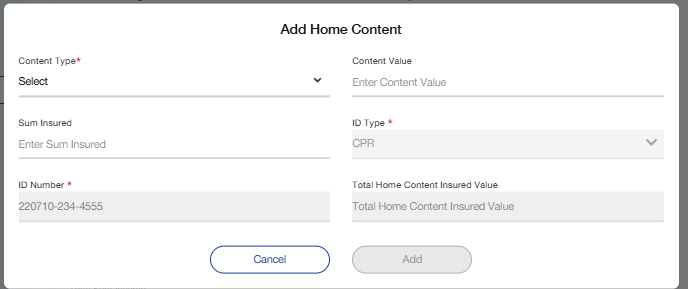 Add Home Content
Content Type*
Content Value
Select
Enter Content Value
Sum Insured
ID Type *
Enter Sum Insured
CPR
ID Number *
Total Home Content Insured Value
220710-234-4555
Total Home Content Insured Value
Cancel
Add